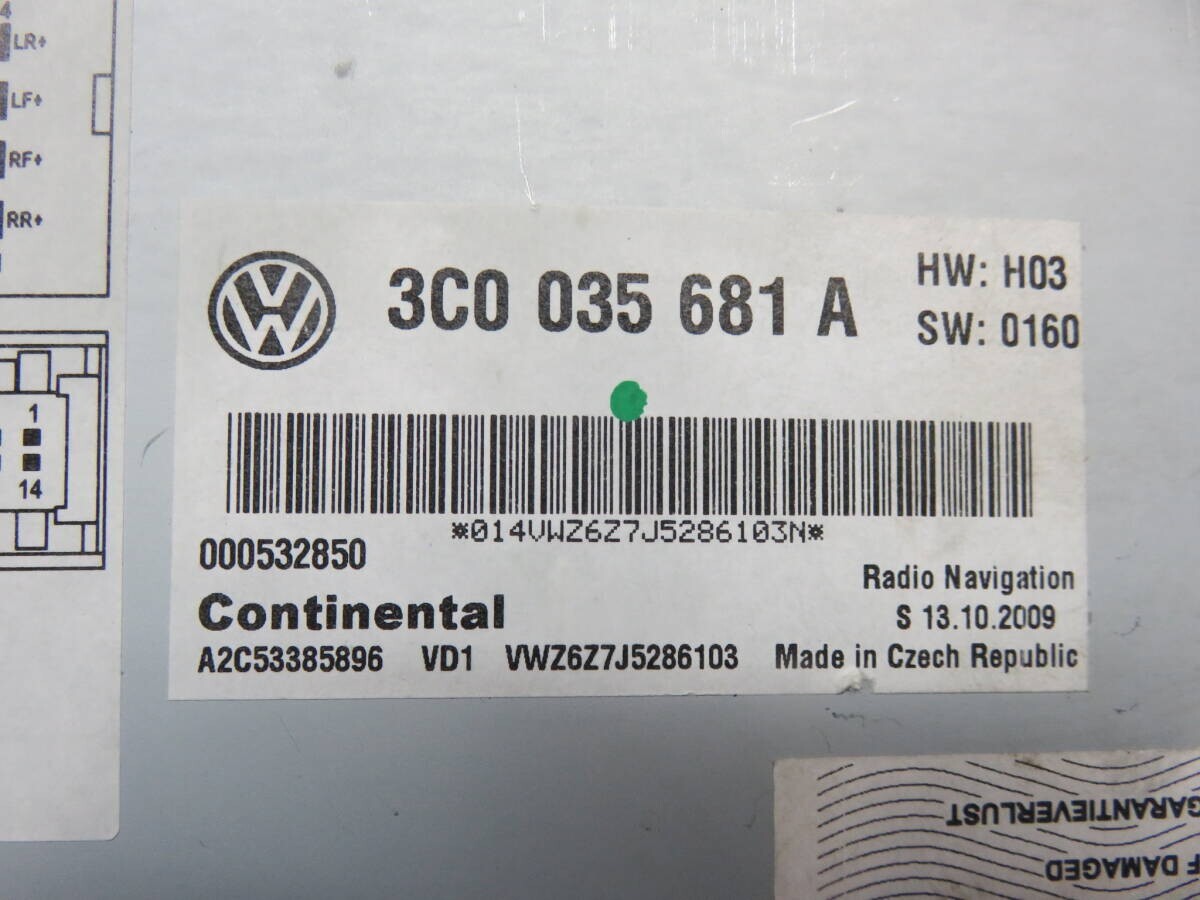 4
LR+
LF+
RF+
RR+
1
14
3C0 035 681 A
HW: H03
SW: 0160
*014VWZ6Z7J5286103N*
000532850
Continental
Radio Navigation
S 13.10.2009
A2C53385896 VD1 VWZ6Z7J5286103 Made in Czech Republic
GARANTIEVERLUST
DAMAGED